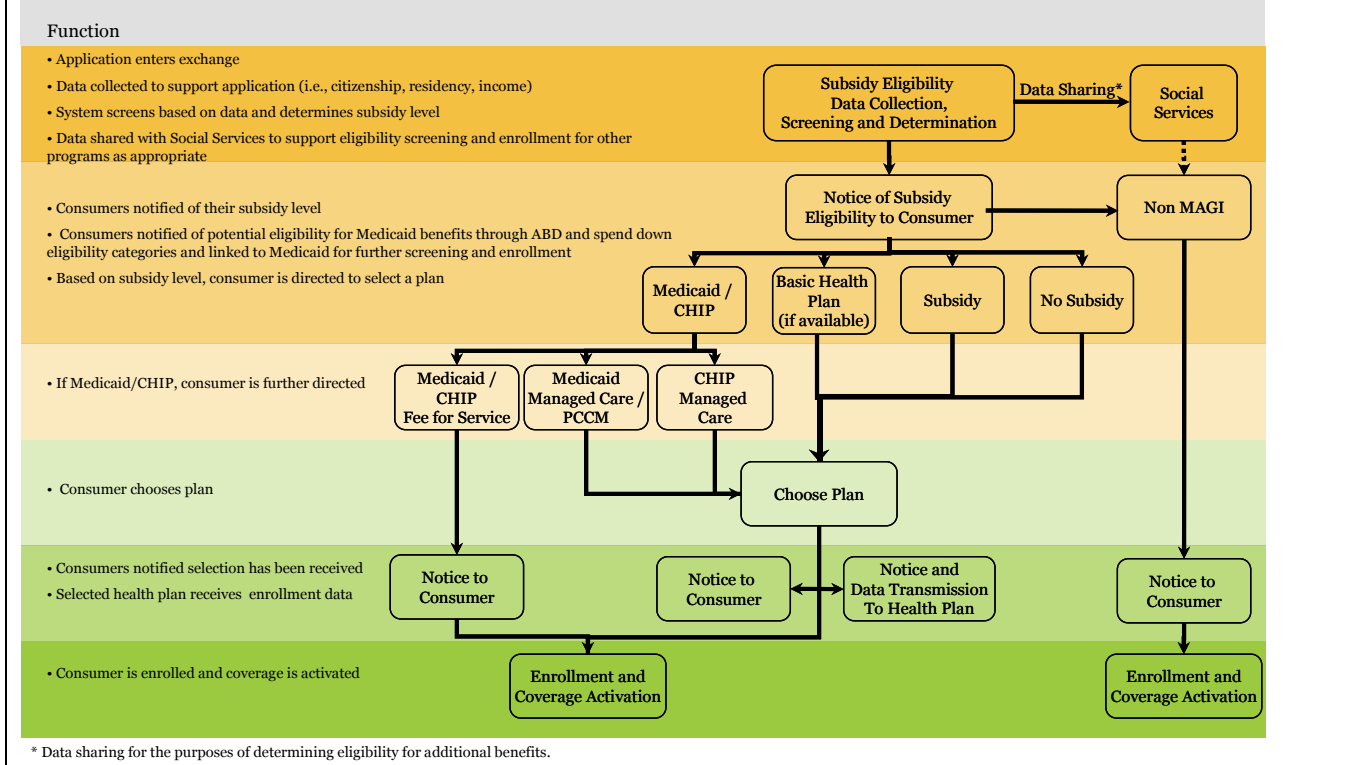 Function
• Application enters exchange
• Data collected to support application (i.e., citizenship, residency, income)
• System screens based on data and determines subsidy level
• Data shared with Social Services to support eligibility screening and enrollment for other
programs as appropriate
Subsidy Eligibility
Data Collection,
Screening and Determination
Data Sharing*
Social
Services
• Consumers notified of their subsidy level
• Consumers notified of potential eligibility for Medicaid benefits through ABD and spend down
eligibility categories and linked to Medicaid for further screening and enrollment
• Based on subsidy level, consumer is directed to select a plan
Notice of Subsidy
Eligibility to Consumer
Non MAGI
Medicaid /
CHIP
Basic Health
Plan
(if available)
Subsidy
No Subsidy
• If Medicaid/CHIP, consumer is further directed
Medicaid /
CHIP
Fee for Service
Medicaid
Managed Care /
PCCM
CHIP
Managed
Care
• Consumer chooses plan
Choose Plan
• Consumers notified selection has been received
• Selected health plan receives enrollment data
Notice to
Consumer
Notice to
Consumer
Notice and
Data Transmission
To Health Plan
Notice to
Consumer
• Consumer is enrolled and coverage is activated
Enrollment and
Coverage Activation
Enrollment and
Coverage Activation
* Data sharing for the purposes of determining eligibility for additional benefits.